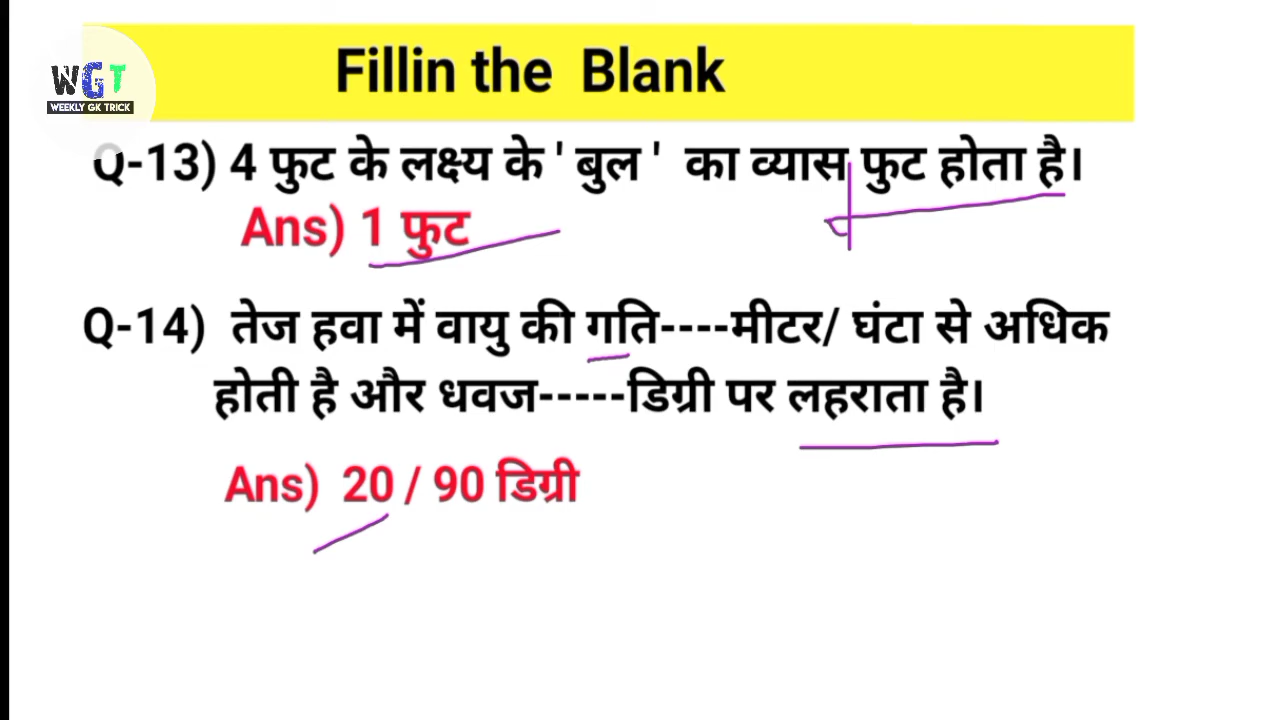 WGT
WEEKLY GK TRICK
Fillin the Blank
Q-13) 4 फुट के लक्ष्य के ' बुल ' का व्यास फुट होता है।
Ans) 1 फुट
Q-14) तेज हवा में वायु की गति----मीटर/ घंटा से अधिक
होती है और धवज-----डिग्री पर लहराता है।
Ans) 20 / 90 डिग्री